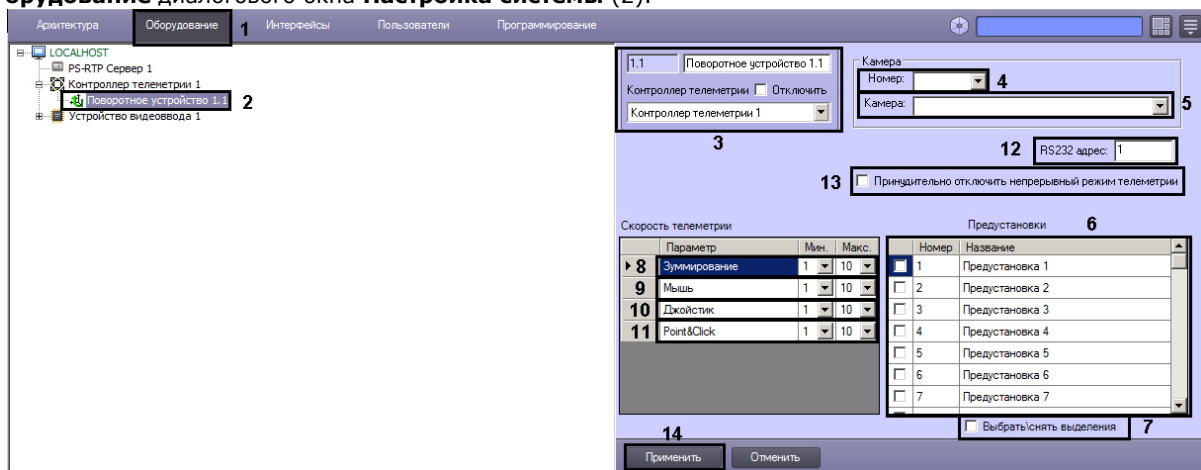 орудование диалогового окна Настройка системы (2).
Архитектура Оборудование 1 Интерфейсы Пользователи Программирование
LOCALHOST
PS-RTP Сервер 1
Контроллер телеметрии 1
Поворотное устройство 1.1 2
Устройство видеоввода 1
1.1 Поворотное устройство 1.1
Контроллер телеметрии Отключить
Контроллер телеметрии 1
3
Камера
Номер: 4
Камера: 5
12 RS232 адрес: 1
13 Принудительно отключить непрерывный режим телеметрии
Скорость телеметрии
Параметр Мин. Макс.
8 Зуммирование 1 10
9 Мышь 1 10
10 Джойстик 1 10
11 Point&Click 1 10
Предустановки 6
Номер Название
1 Предустановка 1
2 Предустановка 2
3 Предустановка 3
4 Предустановка 4
5 Предустановка 5
6 Предустановка 6
7 Предустановка 7
Выбрать\снять выделения 7
14
Применить Отменить